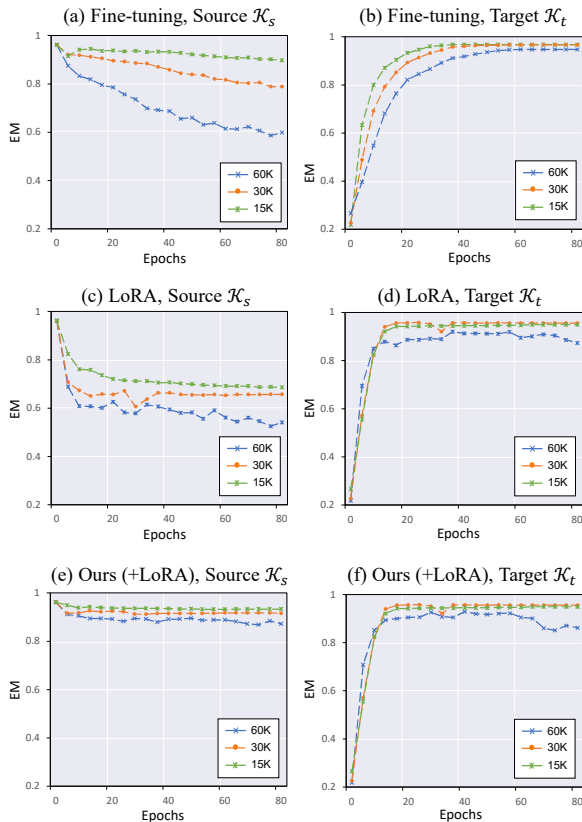 (a) Fine-tuning, Source 𝒦ₛ
1
0.8
EM
0.6
0.4
0.2
60K
30K
15K
0 20 40 60 80
Epochs
(b) Fine-tuning, Target 𝒦ₜ
1
0.8
EM
0.6
0.4
0.2
60K
30K
15K
0 20 40 60 80
Epochs
(c) LoRA, Source 𝒦ₛ
1
0.8
EM
0.6
0.4
0.2
60K
30K
15K
0 20 40 60 80
Epochs
(d) LoRA, Target 𝒦ₜ
1
0.8
EM
0.6
0.4
0.2
60K
30K
15K
0 20 40 60 80
Epochs
(e) Ours (+LoRA), Source 𝒦ₛ
1
0.8
EM
0.6
0.4
0.2
60K
30K
15K
0 20 40 60 80
Epochs
(f) Ours (+LoRA), Target 𝒦ₜ
1
0.8
EM
0.6
0.4
0.2
60K
30K
15K
0 20 40 60 80
Epochs